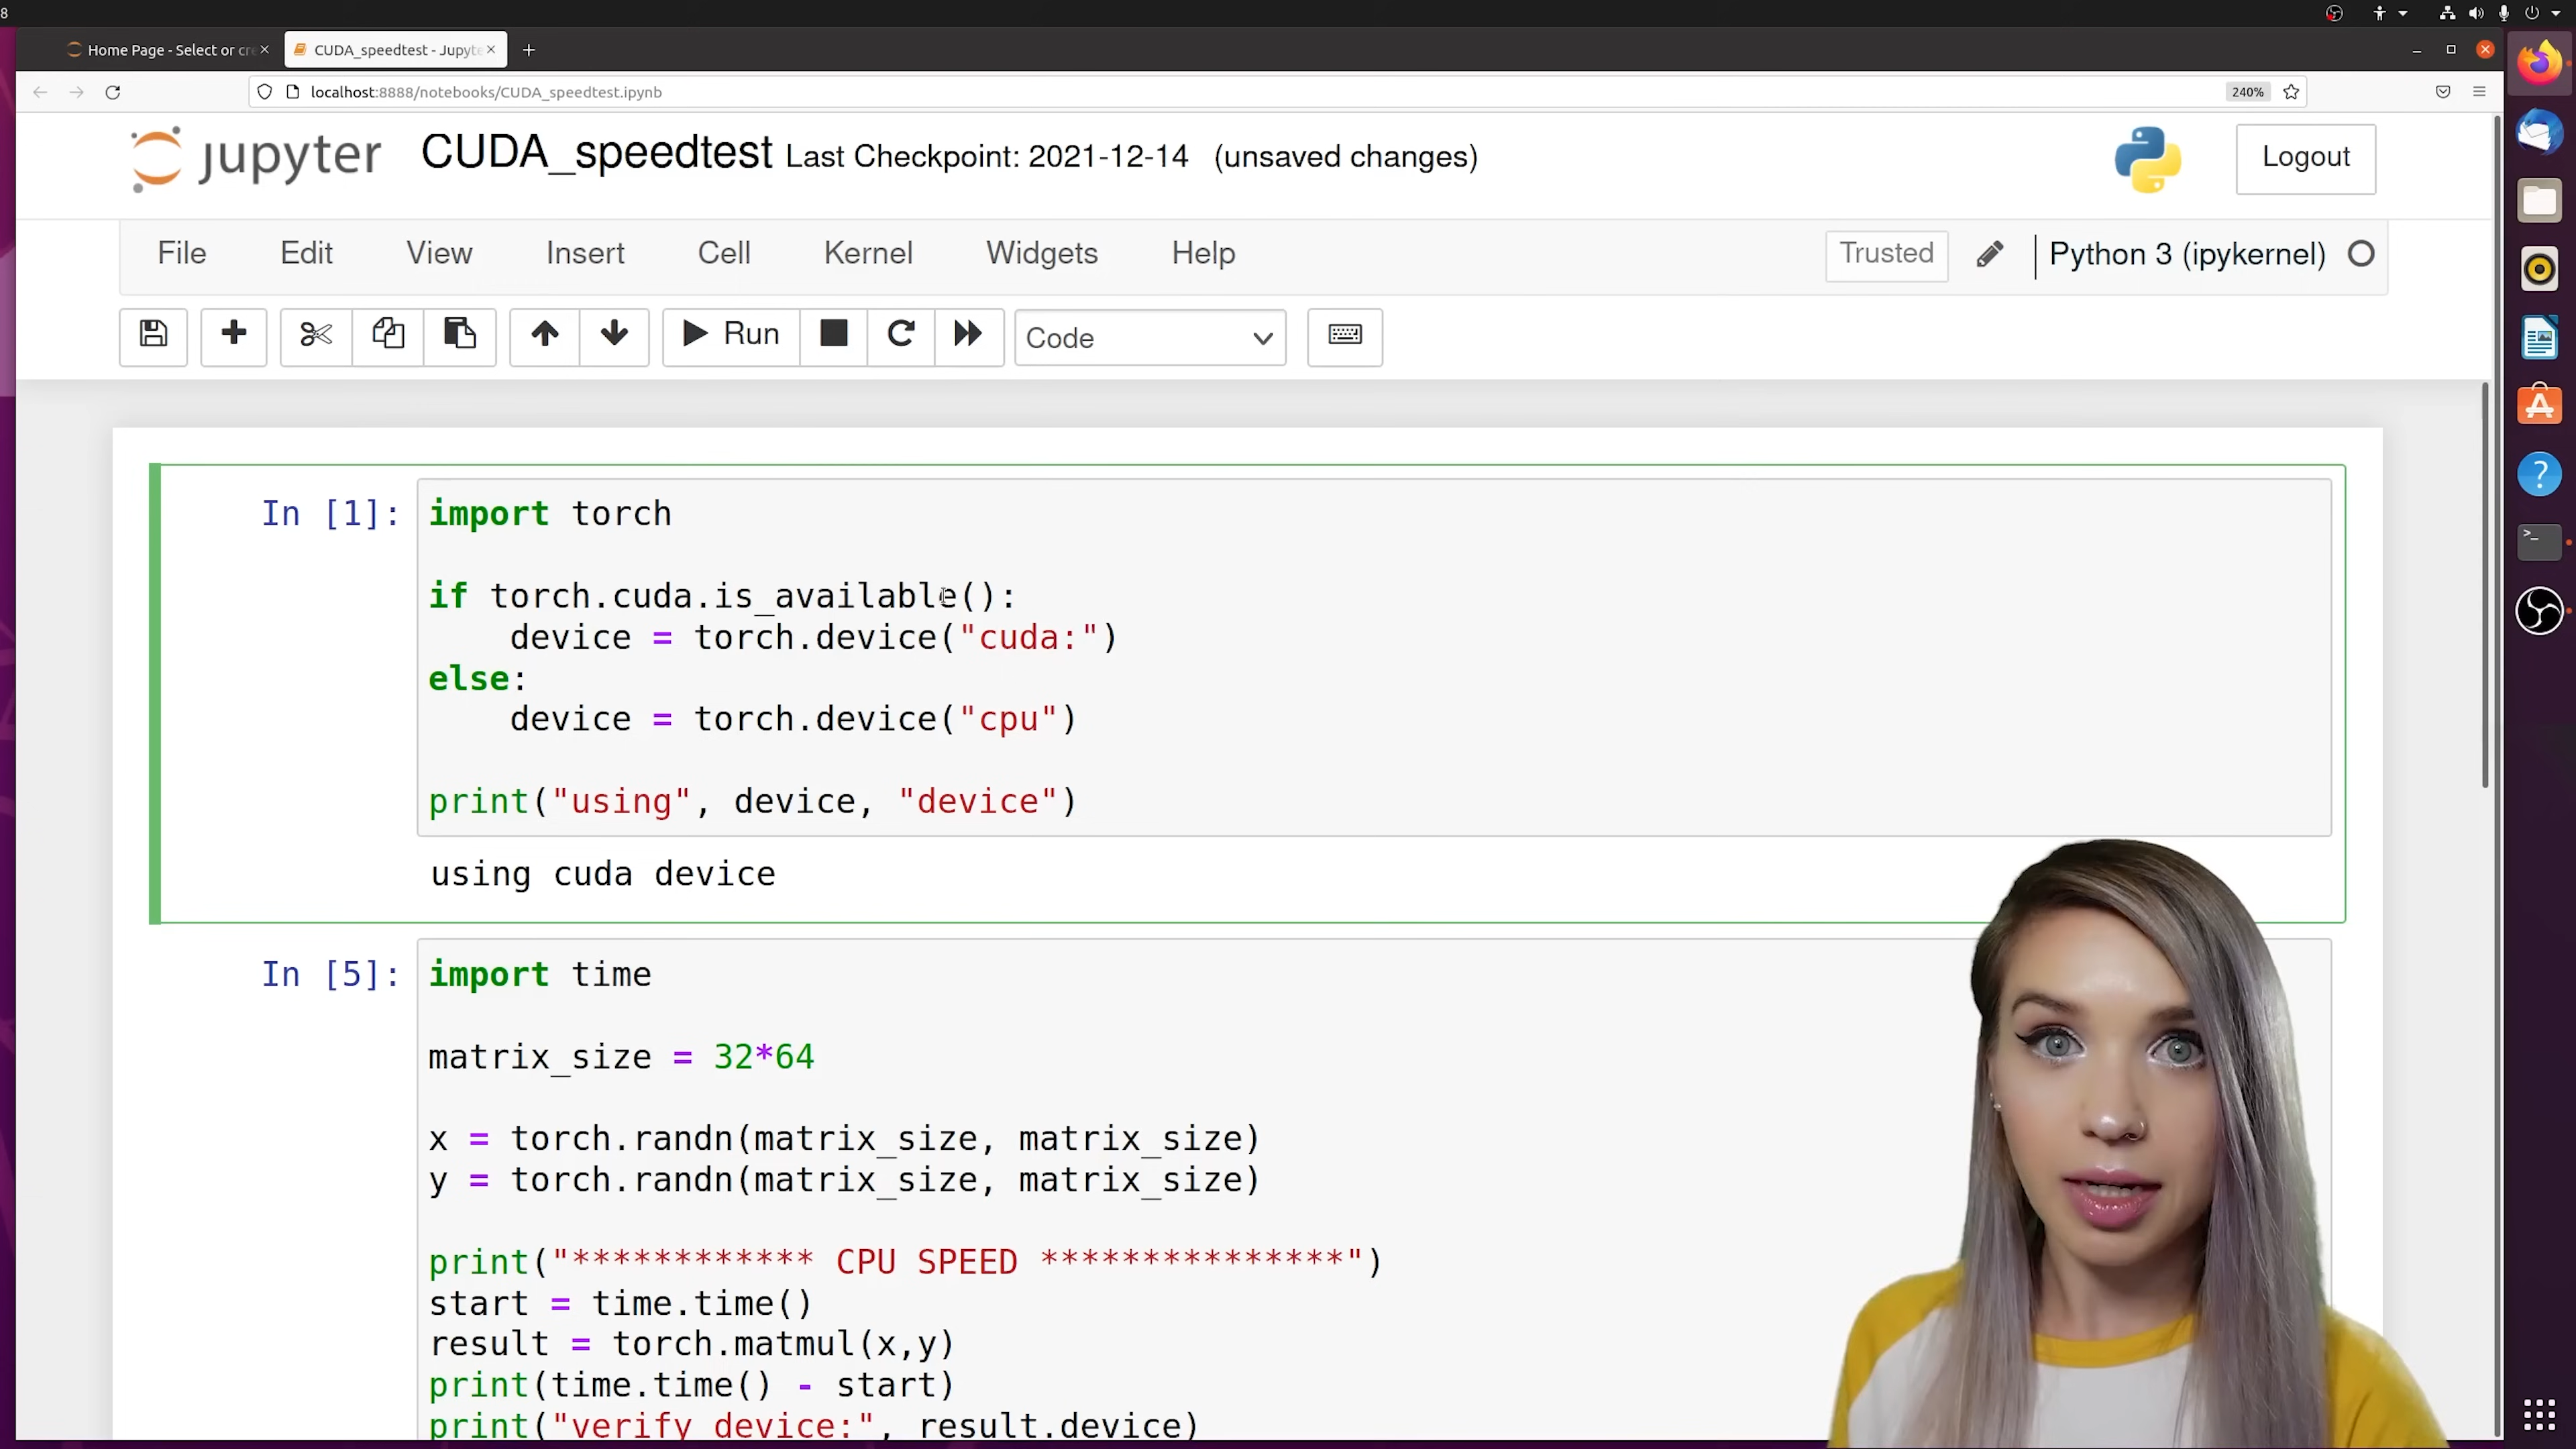 8
Home Page - Select or cre
CUDA_speedtest - Jupyte
localhost:8888/notebooks/CUDA_speedtest.ipynb
240%
jupyter
CUDA_speedtest Last Checkpoint: 2021-12-14 (unsaved changes)
Logout
File Edit View Insert Cell Kernel Widgets Help
Trusted
Python 3 (ipykernel)
Run
Code
In [1]:
import torch
if torch.cuda.is_available():
    device = torch.device("cuda:")
else:
    device = torch.device("cpu")
print("using", device, "device")
using cuda device
In [5]:
import time
matrix_size = 32*64
x = torch.randn(matrix_size, matrix_size)
y = torch.randn(matrix_size, matrix_size)
print("************ CPU SPEED ***************")
start = time.time()
result = torch.matmul(x,y)
print(time.time() - start)
print("verify device:", result.device)